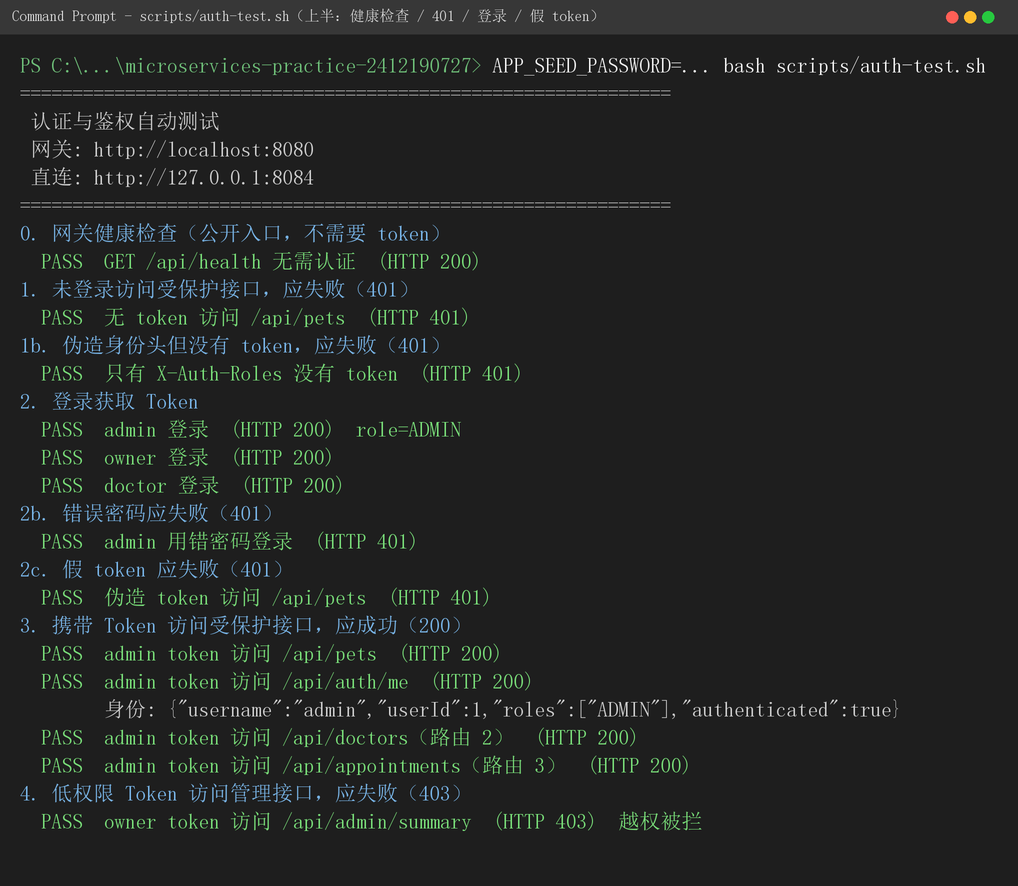 Command Prompt - scripts/auth-test.sh（上半：健康检查 / 401 / 登录 / 假 token）
PS C:\...\microservices-practice-2412190727> APP_SEED_PASSWORD=... bash scripts/auth-test.sh
==============================================================
认证与鉴权自动测试
网关: http://localhost:8080
直连: http://127.0.0.1:8084
==============================================================
0. 网关健康检查（公开入口，不需要 token）
PASS  GET /api/health 无需认证  (HTTP 200)
1. 未登录访问受保护接口，应失败（401）
PASS  无 token 访问 /api/pets  (HTTP 401)
1b. 伪造身份头但没有 token，应失败（401）
PASS  只有 X-Auth-Roles 没有 token  (HTTP 401)
2. 登录获取 Token
PASS  admin 登录  (HTTP 200)  role=ADMIN
PASS  owner 登录  (HTTP 200)
PASS  doctor 登录  (HTTP 200)
2b. 错误密码应失败（401）
PASS  admin 用错密码登录  (HTTP 401)
2c. 假 token 应失败（401）
PASS  伪造 token 访问 /api/pets  (HTTP 401)
3. 携带 Token 访问受保护接口，应成功（200）
PASS  admin token 访问 /api/pets  (HTTP 200)
PASS  admin token 访问 /api/auth/me  (HTTP 200)
身份: {"username":"admin","userId":1,"roles":["ADMIN"],"authenticated":true}
PASS  admin token 访问 /api/doctors（路由 2）  (HTTP 200)
PASS  admin token 访问 /api/appointments（路由 3）  (HTTP 200)
4. 低权限 Token 访问管理接口，应失败（403）
PASS  owner token 访问 /api/admin/summary  (HTTP 403)  越权被拦